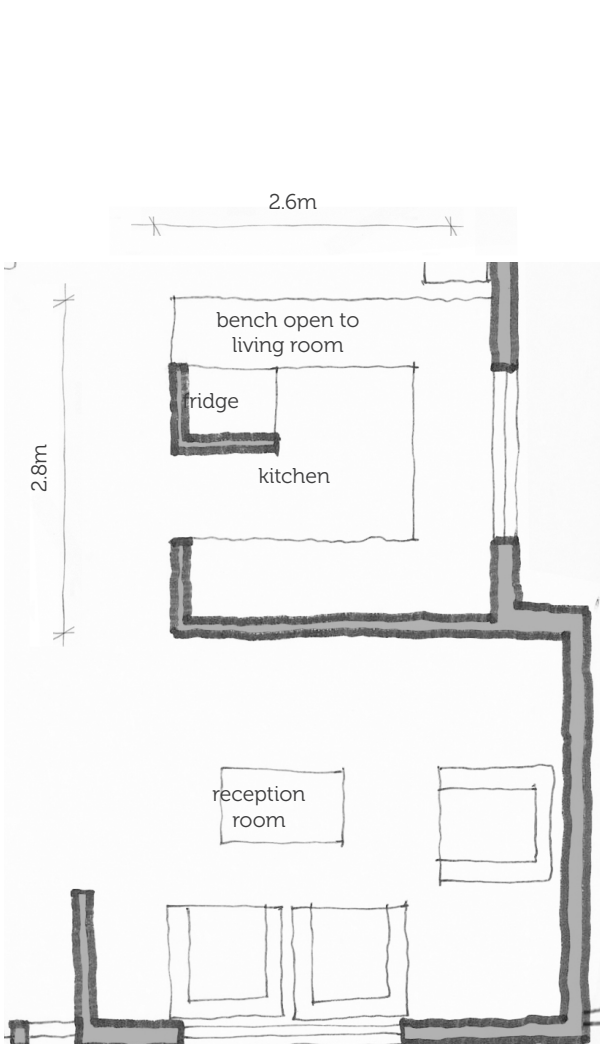 2.6m
bench open to
living room
fridge
2.8m
kitchen
reception
room